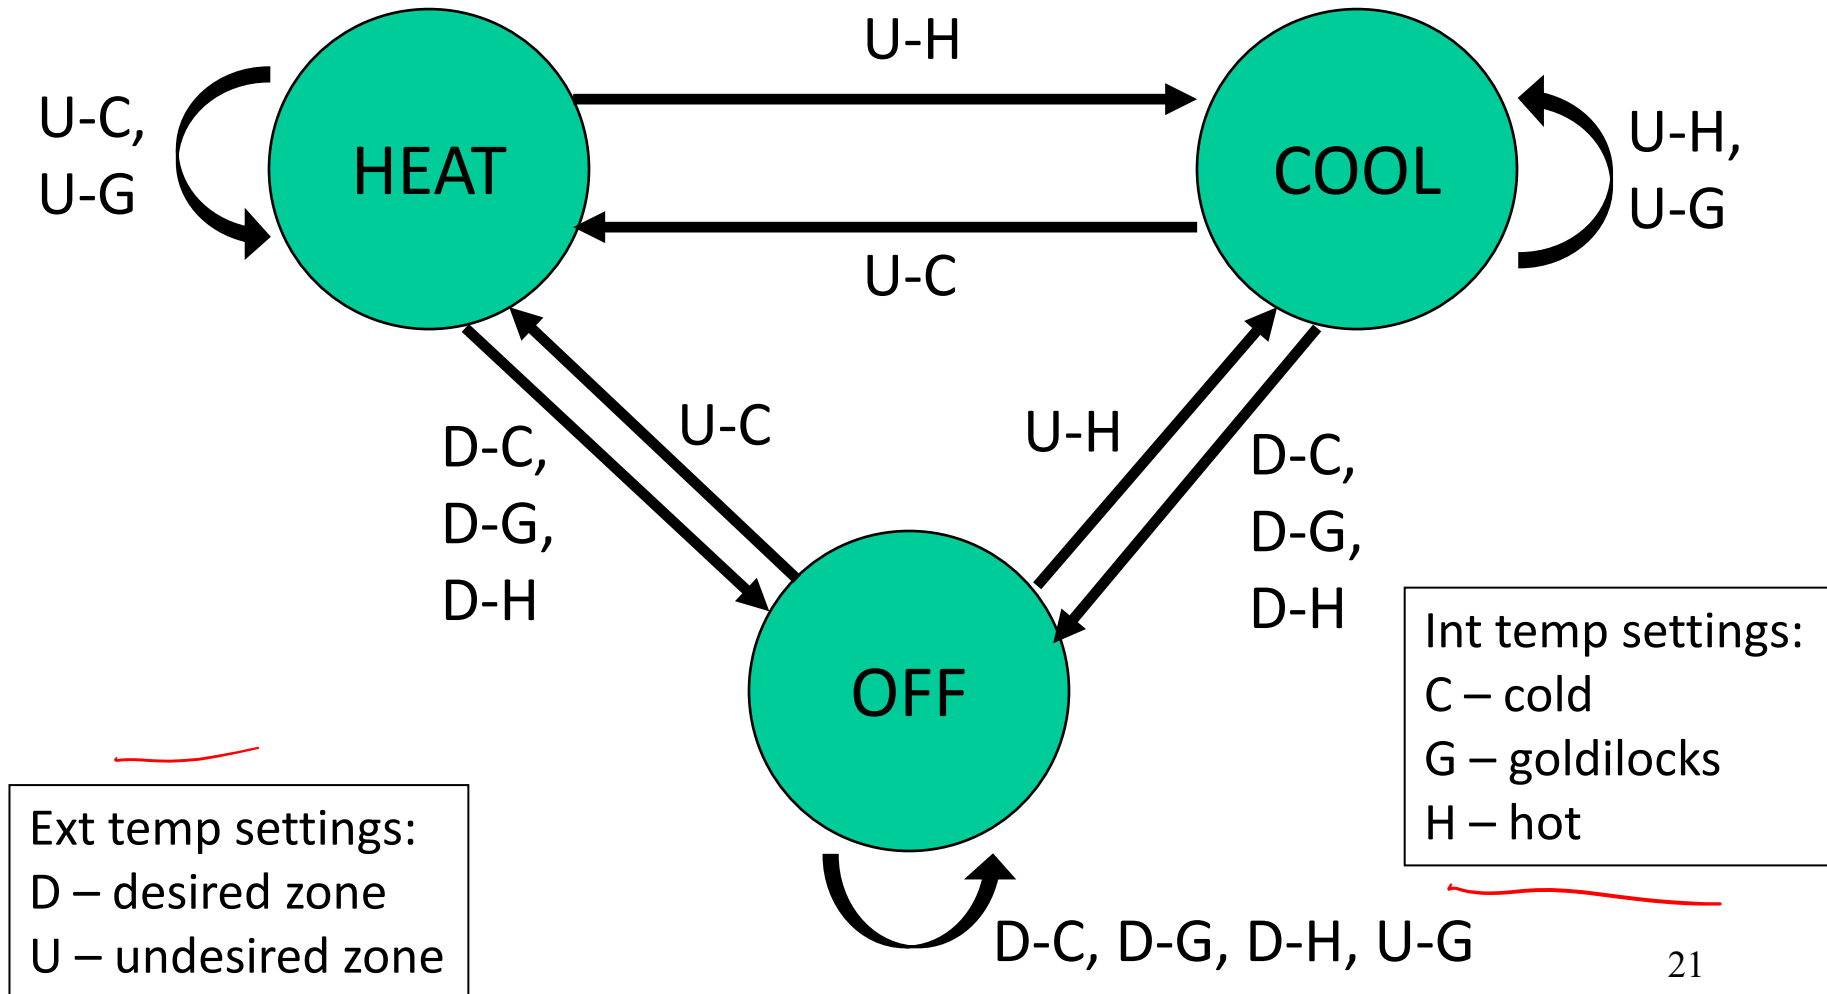 U-H
U-C,
U-G
HEAT
COOL
U-H,
U-G
U-C
U-C
D-C,
D-G,
D-H
U-H
D-C,
D-G,
D-H
OFF
Int temp settings:
C – cold
G – goldilocks
H – hot
Ext temp settings:
D – desired zone
U – undesired zone
D-C, D-G, D-H, U-G
21